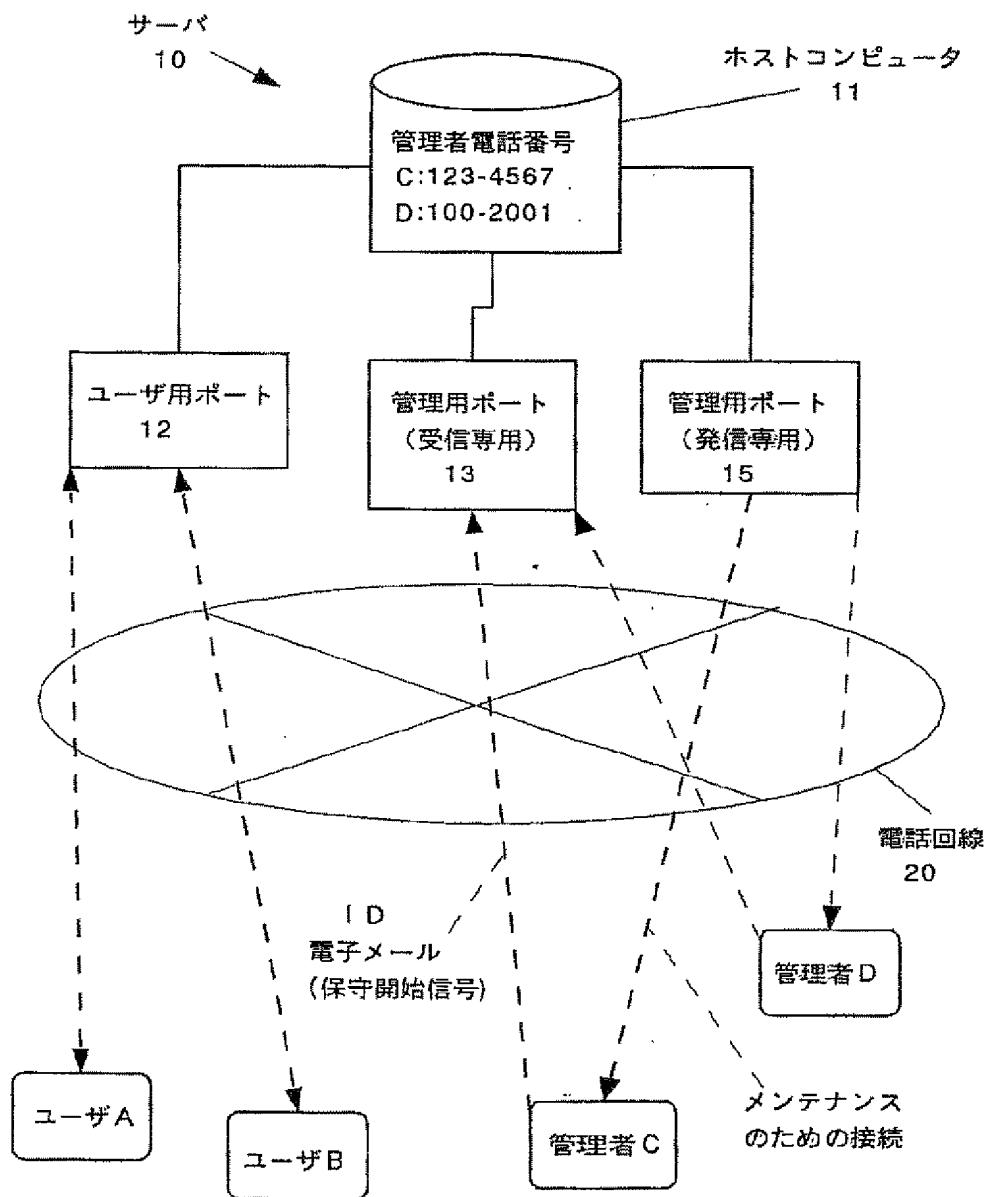 サーバ
10
ホストコンピュータ
11
管理者電話番号
C:123-4567
D:100-2001
ユーザ用ポート
12
管理用ポート
(受信専用)
13
管理用ポート
(発信専用)
15
電話回線
20
ID
電子メール
(保守開始信号)
管理者D
メンテナンス
のための接続
ユーザA
ユーザB
管理者C